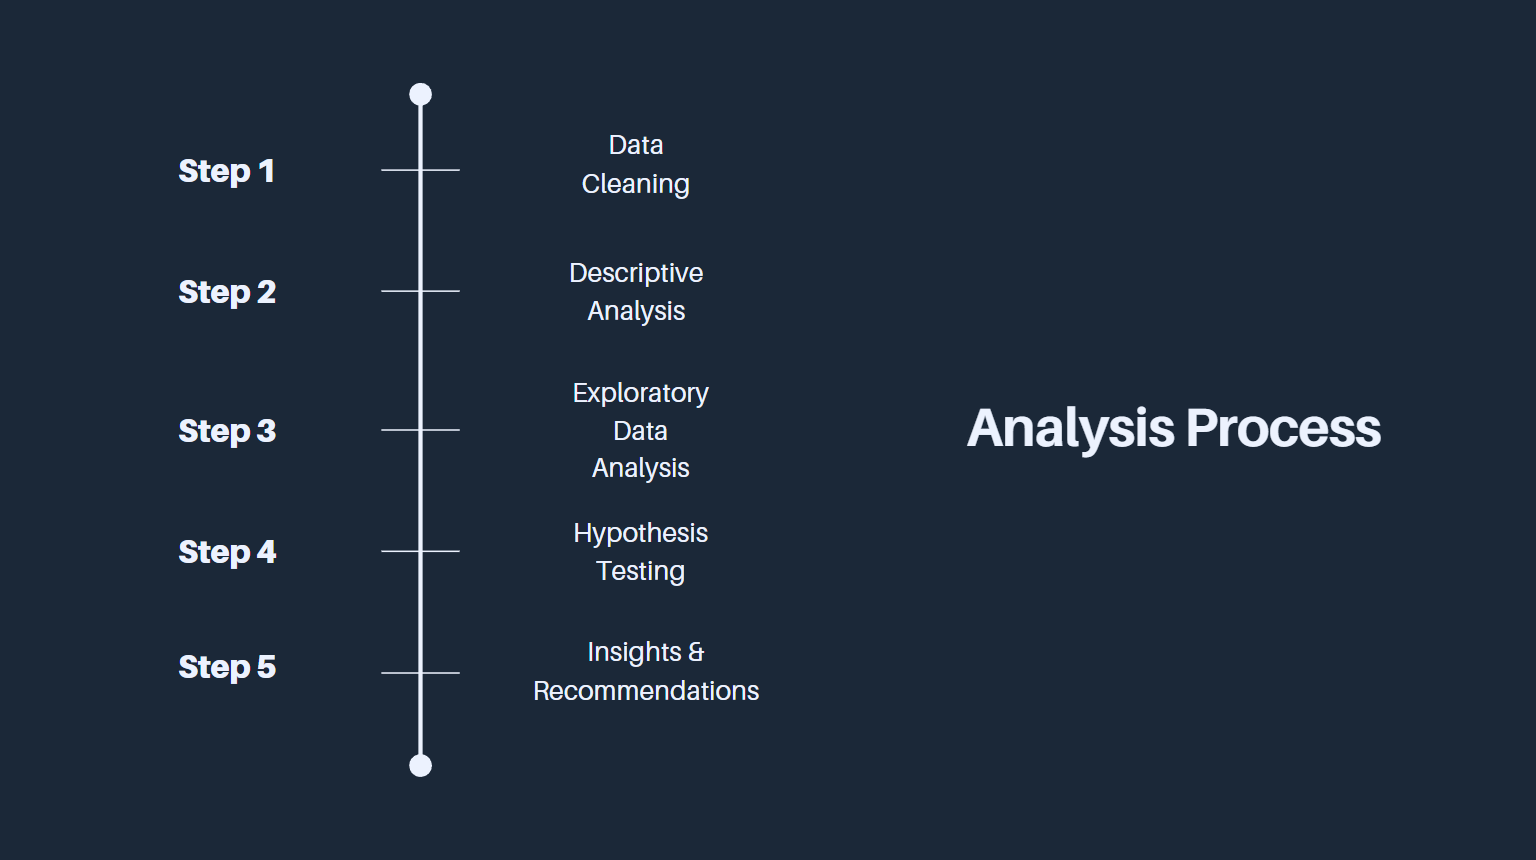 Step 1
Data
Cleaning
Step 2
Descriptive
Analysis
Step 3
Exploratory
Data
Analysis
Step 4
Hypothesis
Testing
Step 5
Insights &
Recommendations
Analysis Process